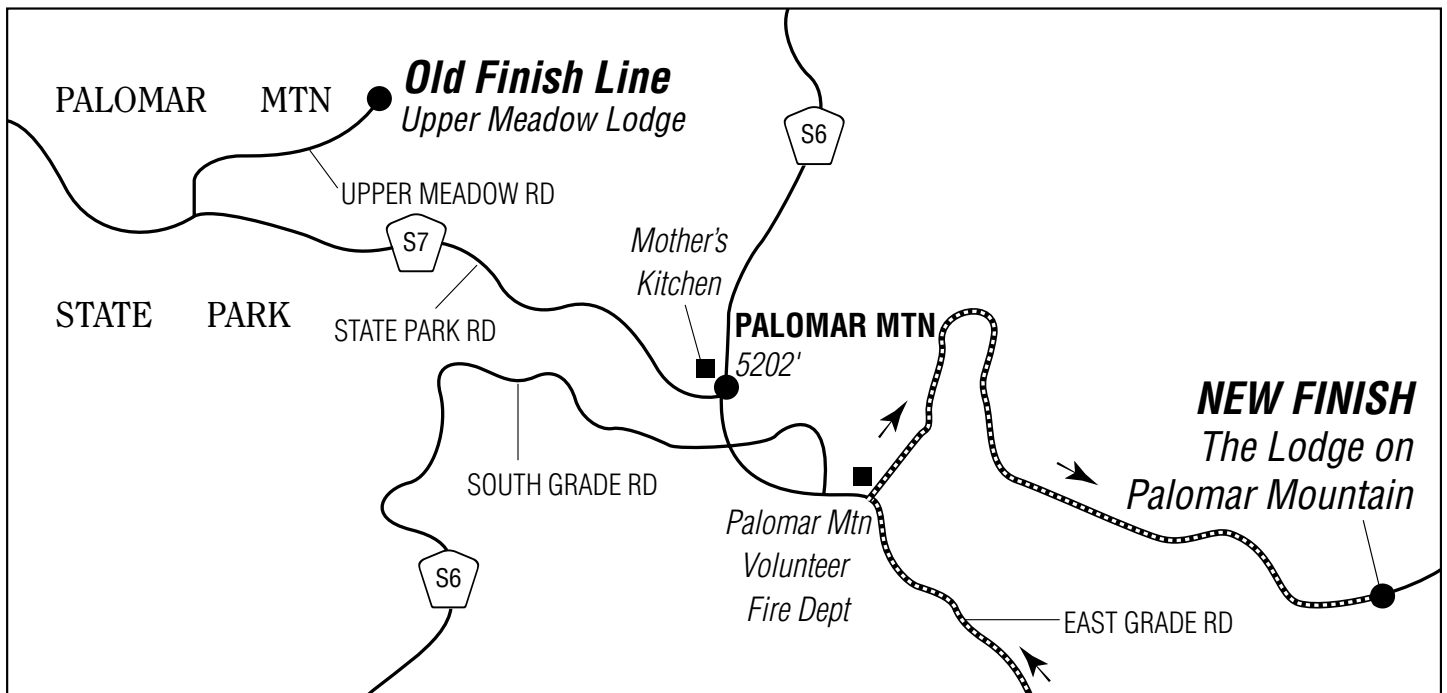 PALOMAR MTN
Old Finish Line
Upper Meadow Lodge
S6
UPPER MEADOW RD
S7
Mother's
Kitchen
STATE PARK
STATE PARK RD
PALOMAR MTN
5202'
NEW FINISH
The Lodge on
Palomar Mountain
SOUTH GRADE RD
Palomar Mtn
Volunteer
Fire Dept
S6
EAST GRADE RD